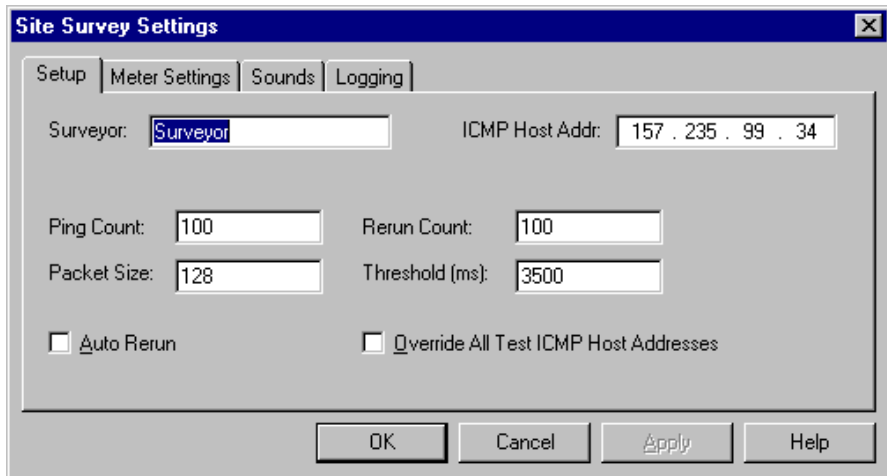 Site Survey Settings
Setup Meter Settings Sounds Logging
Surveyor: Surveyor ICMP Host Addr: 157 . 235 . 99 . 34
Ping Count: 100 Rerun Count: 100
Packet Size: 128 Threshold (ms): 3500
Auto Rerun Override All Test ICMP Host Addresses
OK Cancel Apply Help